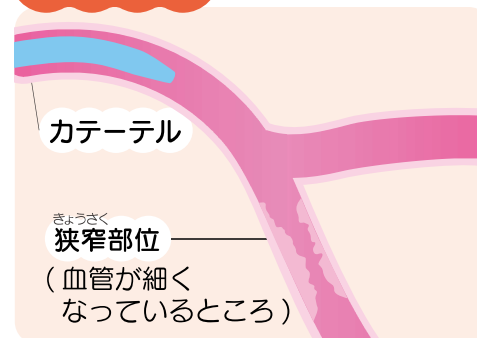 カテーテル
きょうさく
狭窄部位
(血管が細く
なっているところ)